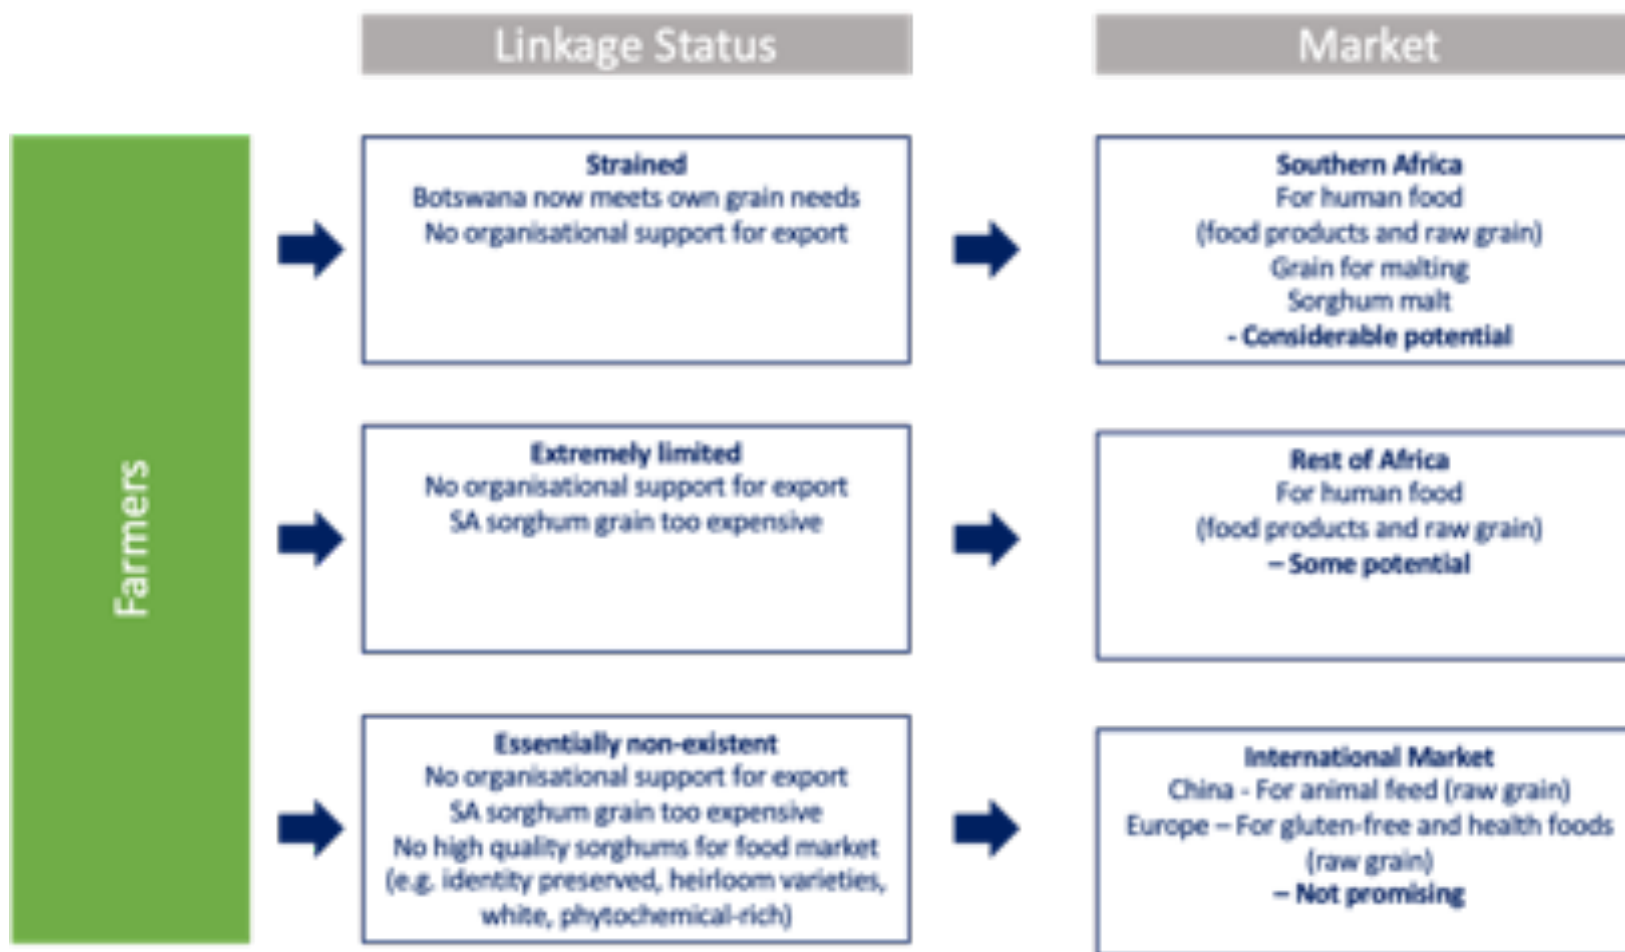 Linkage Status
Market
Farmers
Strained
Botswana now meets own grain needs
No organisational support for export
Southern Africa
For human food
(food products and raw grain)
Grain for malting
Sorghum malt
- Considerable potential
Extremely limited
No organisational support for export
SA sorghum grain too expensive
Rest of Africa
For human food
(food products and raw grain)
– Some potential
Essentially non-existent
No organisational support for export
SA sorghum grain too expensive
No high quality sorghums for food market
(e.g. identity preserved, heirloom varieties,
white, phytochemical-rich)
International Market
China - For animal feed (raw grain)
Europe – For gluten-free and health foods
(raw grain)
– Not promising